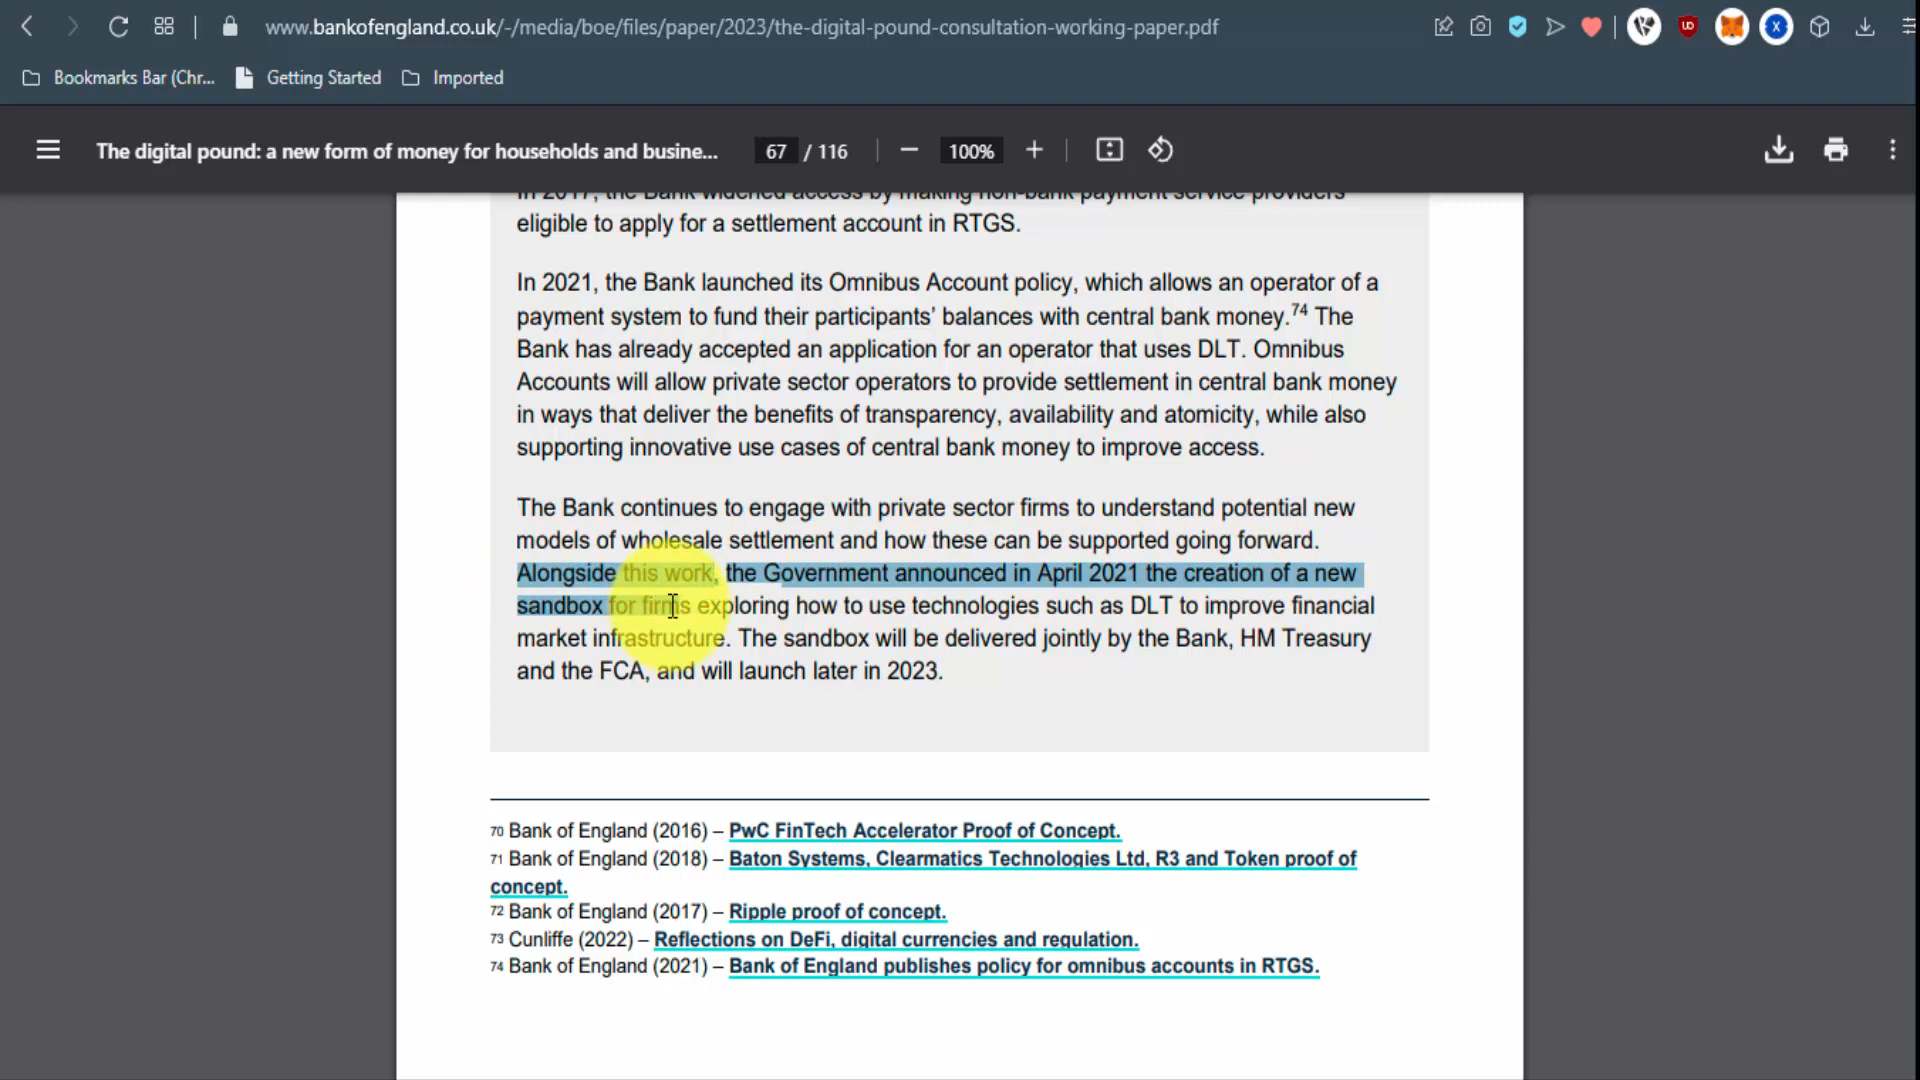 www.bankofengland.co.uk/-/media/boe/files/paper/2023/the-digital-pound-consultation-working-paper.pdf
Bookmarks Bar (Chr... Getting Started Imported
The digital pound: a new form of money for households and busine... 67 / 116 100%
In 2017, the Bank widened access by making non-bank payment service providers
eligible to apply for a settlement account in RTGS.
In 2021, the Bank launched its Omnibus Account policy, which allows an operator of a
payment system to fund their participants’ balances with central bank money.74 The
Bank has already accepted an application for an operator that uses DLT. Omnibus
Accounts will allow private sector operators to provide settlement in central bank money
in ways that deliver the benefits of transparency, availability and atomicity, while also
supporting innovative use cases of central bank money to improve access.
The Bank continues to engage with private sector firms to understand potential new
models of wholesale settlement and how these can be supported going forward.
Alongside this work, the Government announced in April 2021 the creation of a new
sandbox for firms exploring how to use technologies such as DLT to improve financial
market infrastructure. The sandbox will be delivered jointly by the Bank, HM Treasury
and the FCA, and will launch later in 2023.
70 Bank of England (2016) – PwC FinTech Accelerator Proof of Concept.
71 Bank of England (2018) – Baton Systems, Clearmatics Technologies Ltd, R3 and Token proof of
concept.
72 Bank of England (2017) – Ripple proof of concept.
73 Cunliffe (2022) – Reflections on DeFi, digital currencies and regulation.
74 Bank of England (2021) – Bank of England publishes policy for omnibus accounts in RTGS.